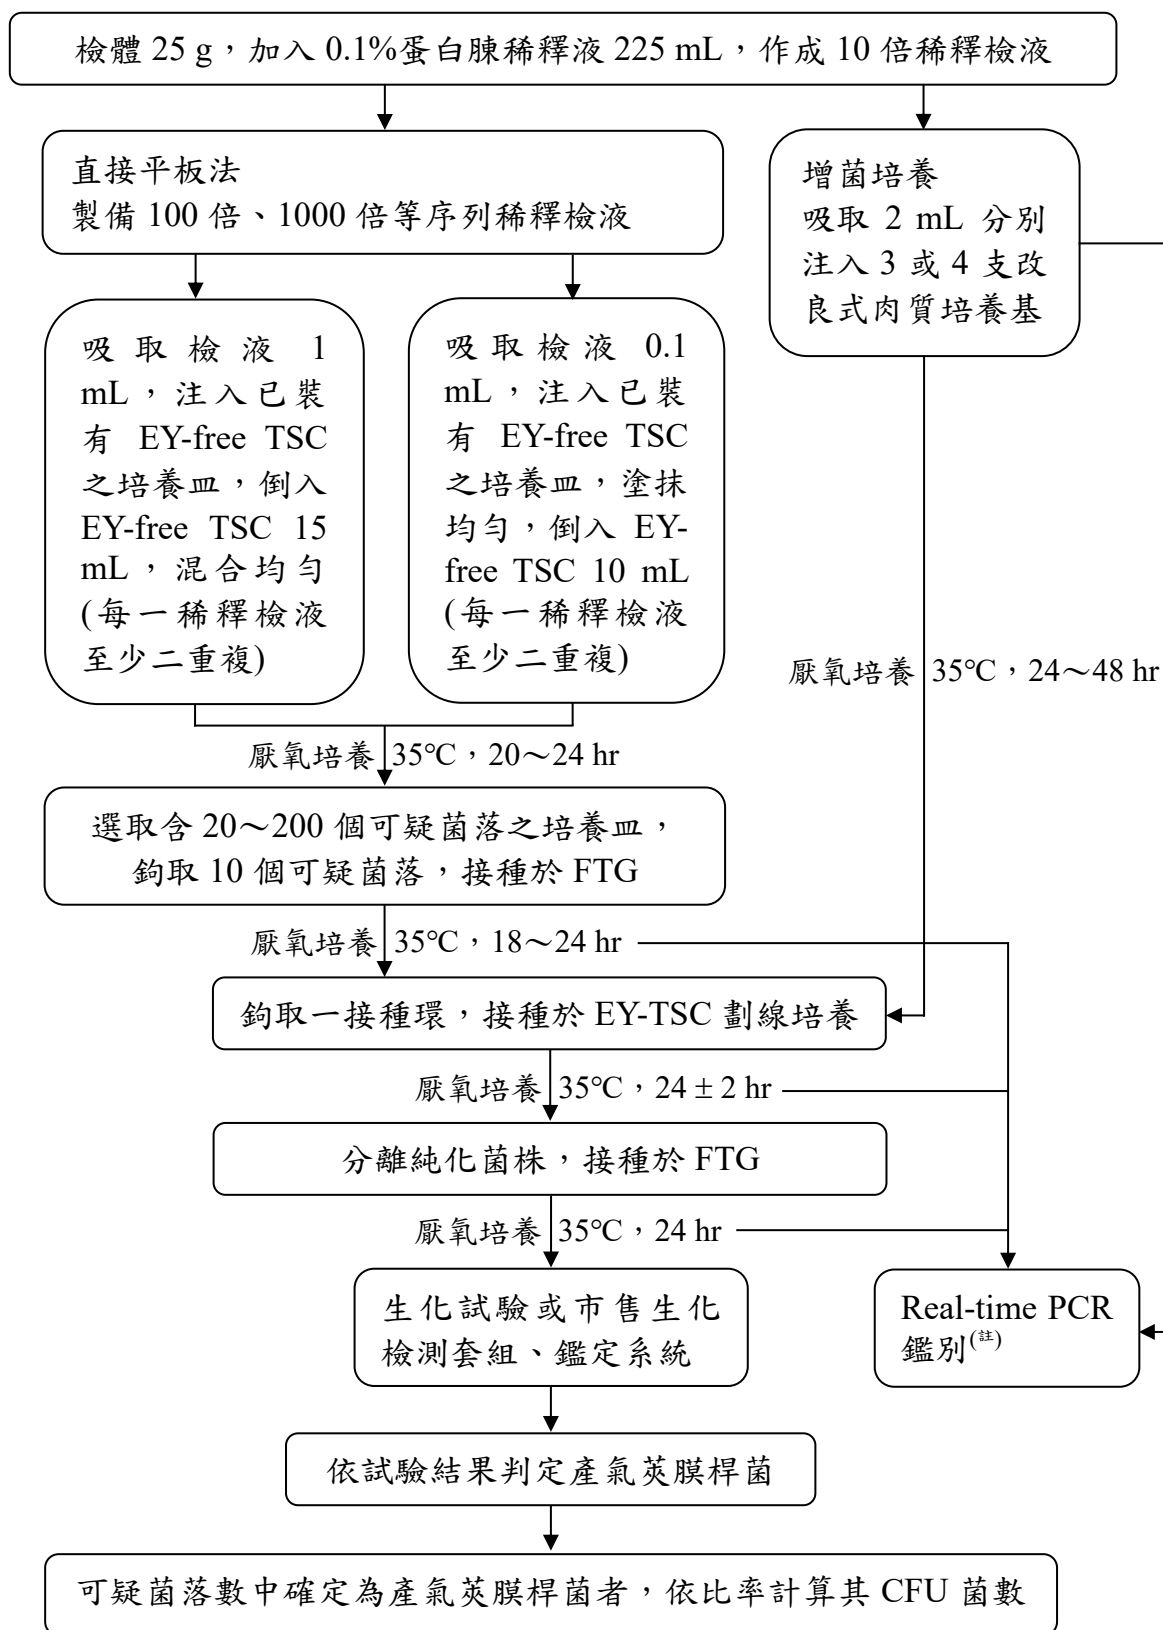 檢體 25 g，加入 0.1%蛋白腖稀釋液 225 mL，作成 10 倍稀釋檢液
直接平板法
製備 100 倍、1000 倍等序列稀釋檢液
增菌培養
吸取 2 mL 分別
注入 3 或 4 支改
良式肉質培養基
吸取檢液 1
mL，注入已裝
有 EY-free TSC
之培養皿，倒入
EY-free TSC 15
mL，混合均勻
(每一稀釋檢液
至少二重複)
吸取檢液 0.1
mL，注入已裝
有 EY-free TSC
之培養皿，塗抹
均勻，倒入 EY-
free TSC 10 mL
(每一稀釋檢液
至少二重複)
厭氧培養 35°C，24～48 hr
厭氧培養 35°C，20～24 hr
選取含 20～200 個可疑菌落之培養皿，
鉤取 10 個可疑菌落，接種於 FTG
厭氧培養 35°C，18～24 hr
鉤取一接種環，接種於 EY-TSC 劃線培養
厭氧培養 35°C，24 ± 2 hr
分離純化菌株，接種於 FTG
厭氧培養 35°C，24 hr
生化試驗或市售生化
檢測套組、鑑定系統
Real-time PCR
鑑別(註)
依試驗結果判定產氣莢膜桿菌
可疑菌落數中確定為產氣莢膜桿菌者，依比率計算其 CFU 菌數